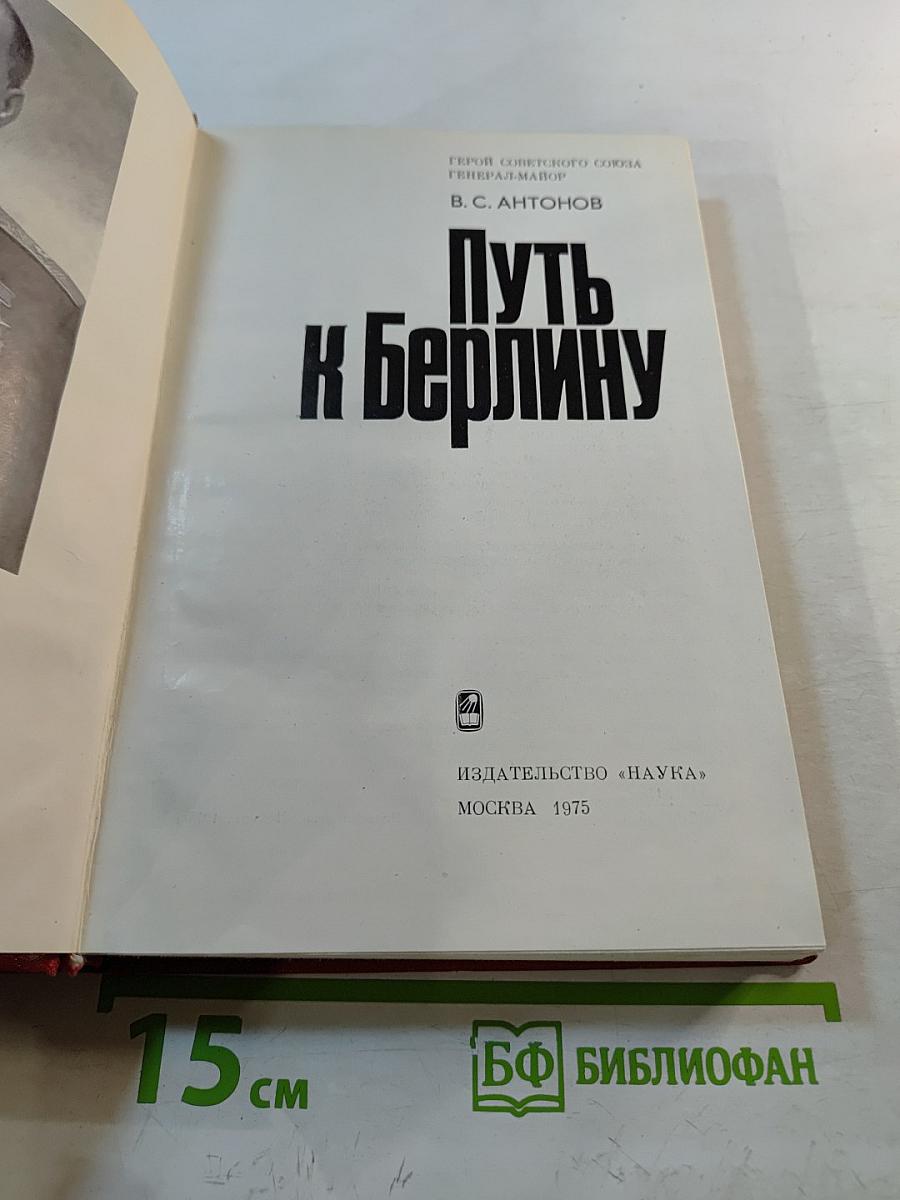 ГЕРОЙ СОВЕТСКОГО СОЮЗА
ГЕНЕРАЛ-МАЙОР
В. С. АНТОНОВ
Путь
к Берлину
ИЗДАТЕЛЬСТВО «НАУКА»
МОСКВА 1975
15 см
БФ БИБЛИОФАН